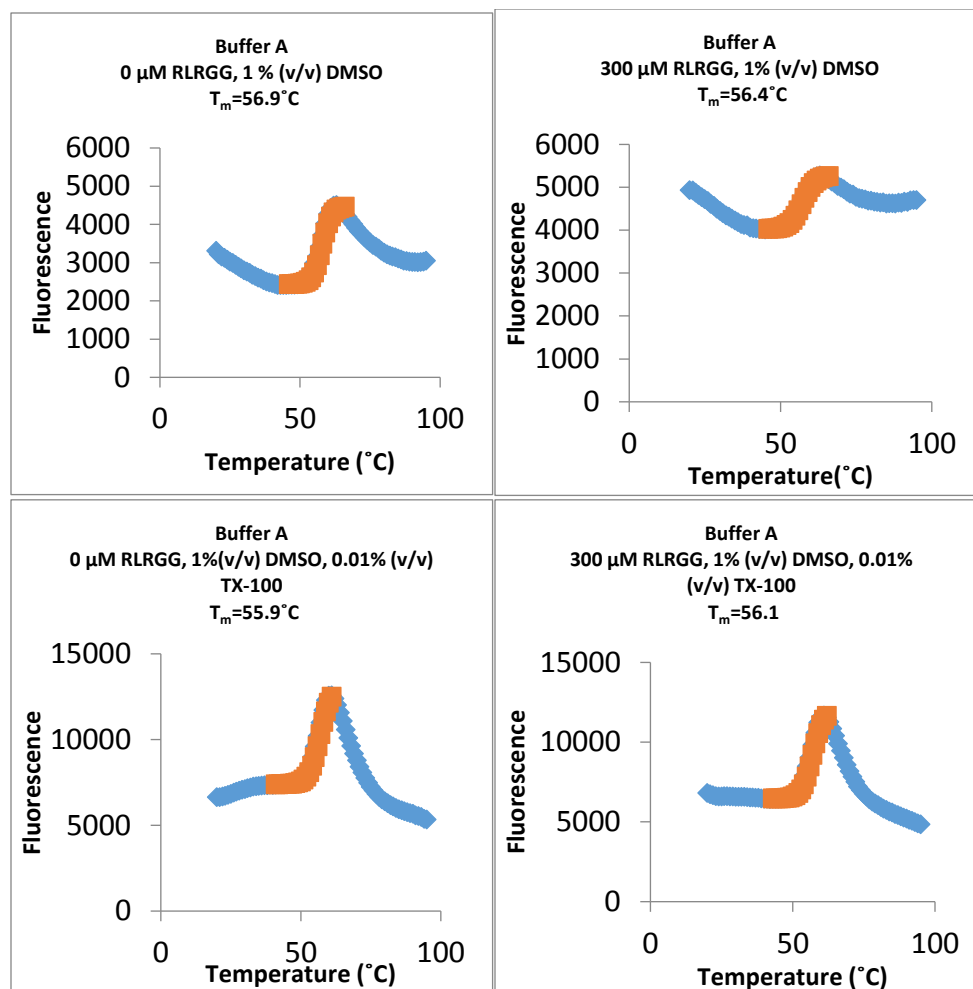 Buffer A
0 µM RLRGG, 1 % (v/v) DMSO
Tm=56.9˚C
6000
5000
4000
3000
2000
1000
0
Fluorescence
0
50
100
Temperature (˚C)
Buffer A
300 µM RLRGG, 1% (v/v) DMSO
Tm=56.4˚C
6000
5000
4000
3000
2000
1000
0
Fluorescence
0
50
100
Temperature(˚C)
Buffer A
0 µM RLRGG, 1%(v/v) DMSO, 0.01% (v/v)
TX-100
Tm=55.9˚C
15000
10000
5000
0
Fluorescence
0
50
100
Temperature (˚C)
Buffer A
300 µM RLRGG, 1% (v/v) DMSO, 0.01%
(v/v) TX-100
Tm=56.1
15000
10000
5000
0
Fluorescence
0
50
100
Temperature (˚C)